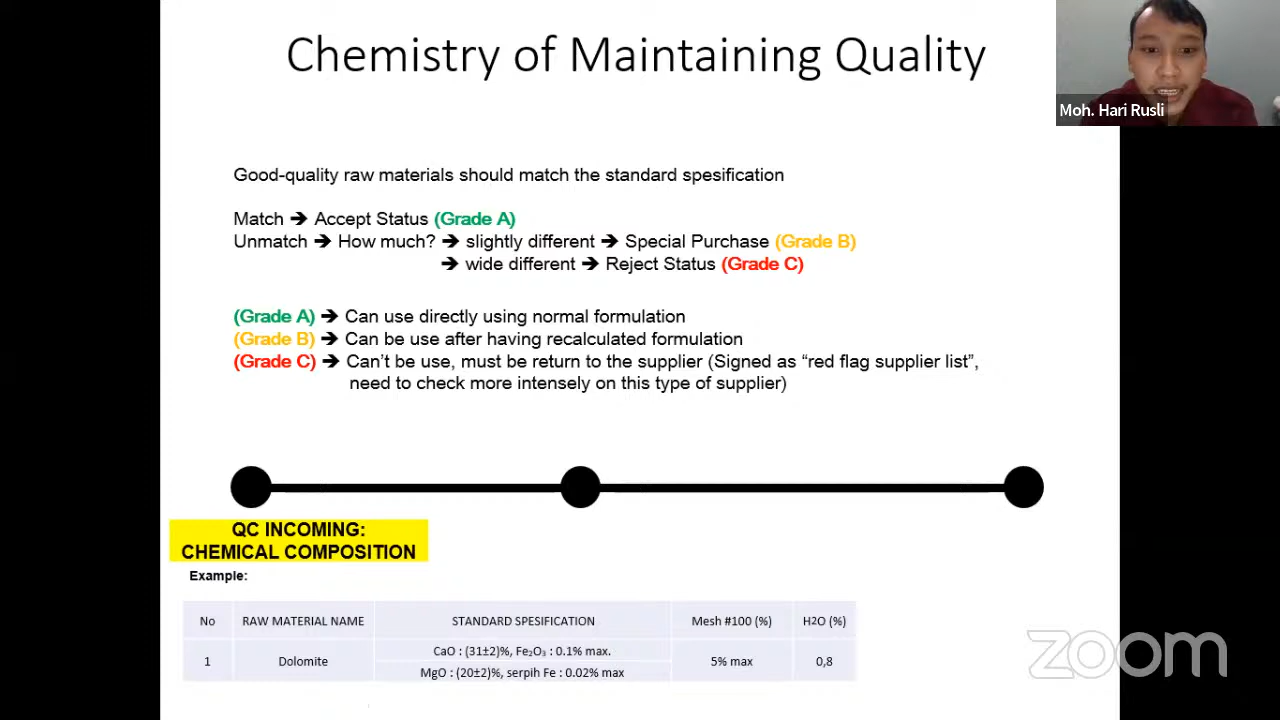 Chemistry of Maintaining Quality
Moh. Hari Rusli
Good-quality raw materials should match the standard spesification
Match ➔ Accept Status (Grade A)
Unmatch ➔ How much? ➔ slightly different ➔ Special Purchase (Grade B)
➔ wide different ➔ Reject Status (Grade C)
(Grade A) ➔ Can use directly using normal formulation
(Grade B) ➔ Can be use after having recalculated formulation
(Grade C) ➔ Can't be use, must be return to the supplier (Signed as “red flag supplier list”,
need to check more intensely on this type of supplier)
QC INCOMING:
CHEMICAL COMPOSITION
Example:
No RAW MATERIAL NAME STANDARD SPESIFICATION Mesh #100 (%) H2O (%)
CaO : (31±2)%, Fe₂O₃ : 0.1% max.
1 Dolomite 5% max 0,8
MgO : (20±2)%, serpih Fe : 0.02% max
zoom